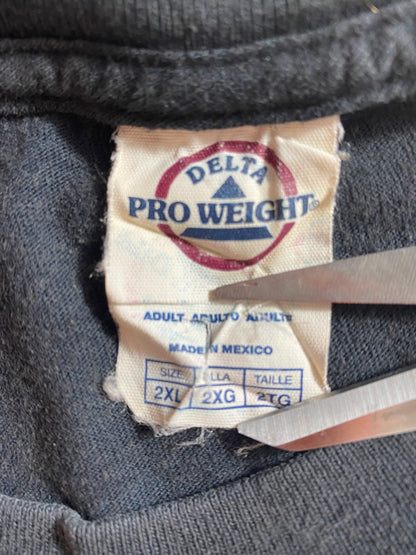 DELTA
PRO WEIGHT®
ADULT ADULTO ADULTE
MADE IN MEXICO
SIZE TALLA TAILLE
2XL 2XG 2TG